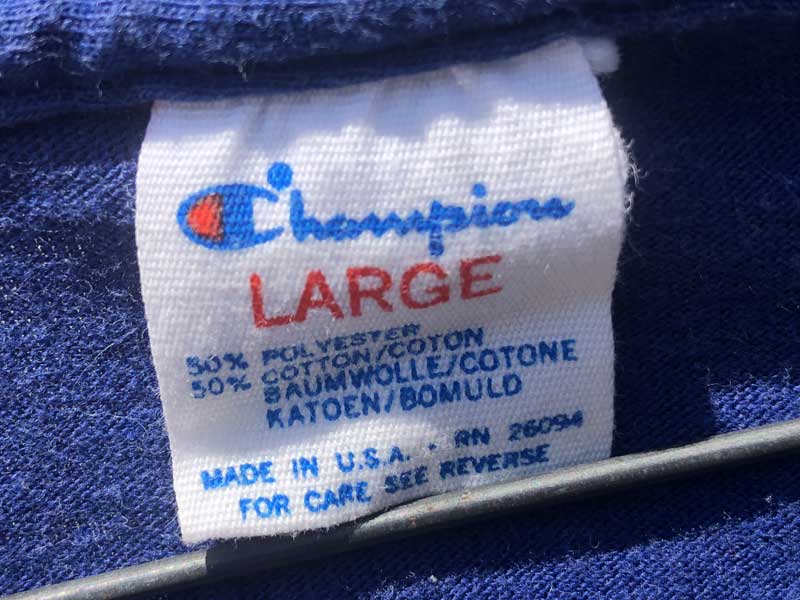 Champion
LARGE
50% POLYESTER
50% COTTON/COTON
BAUMWOLLE/COTONE
KATOEN/BOMULD
MADE IN U.S.A. · RN 26094
FOR CARE SEE REVERSE